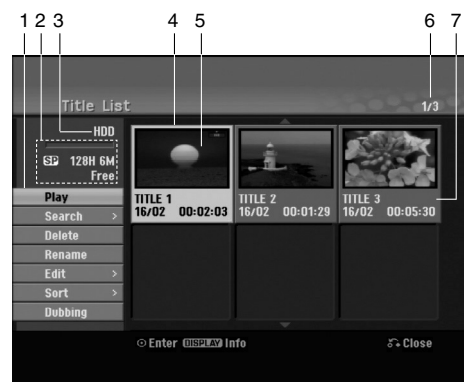 1 2 3 4 5 6 7
Title List
1/3
HDD
SP 128H 6M
Free
Play
Search >
Delete
Rename
Edit >
Sort >
Dubbing
TITLE 1
16/02 00:02:03
TITLE 2
16/02 00:01:29
TITLE 3
16/02 00:05:30
Enter DISPLAY Info
Close